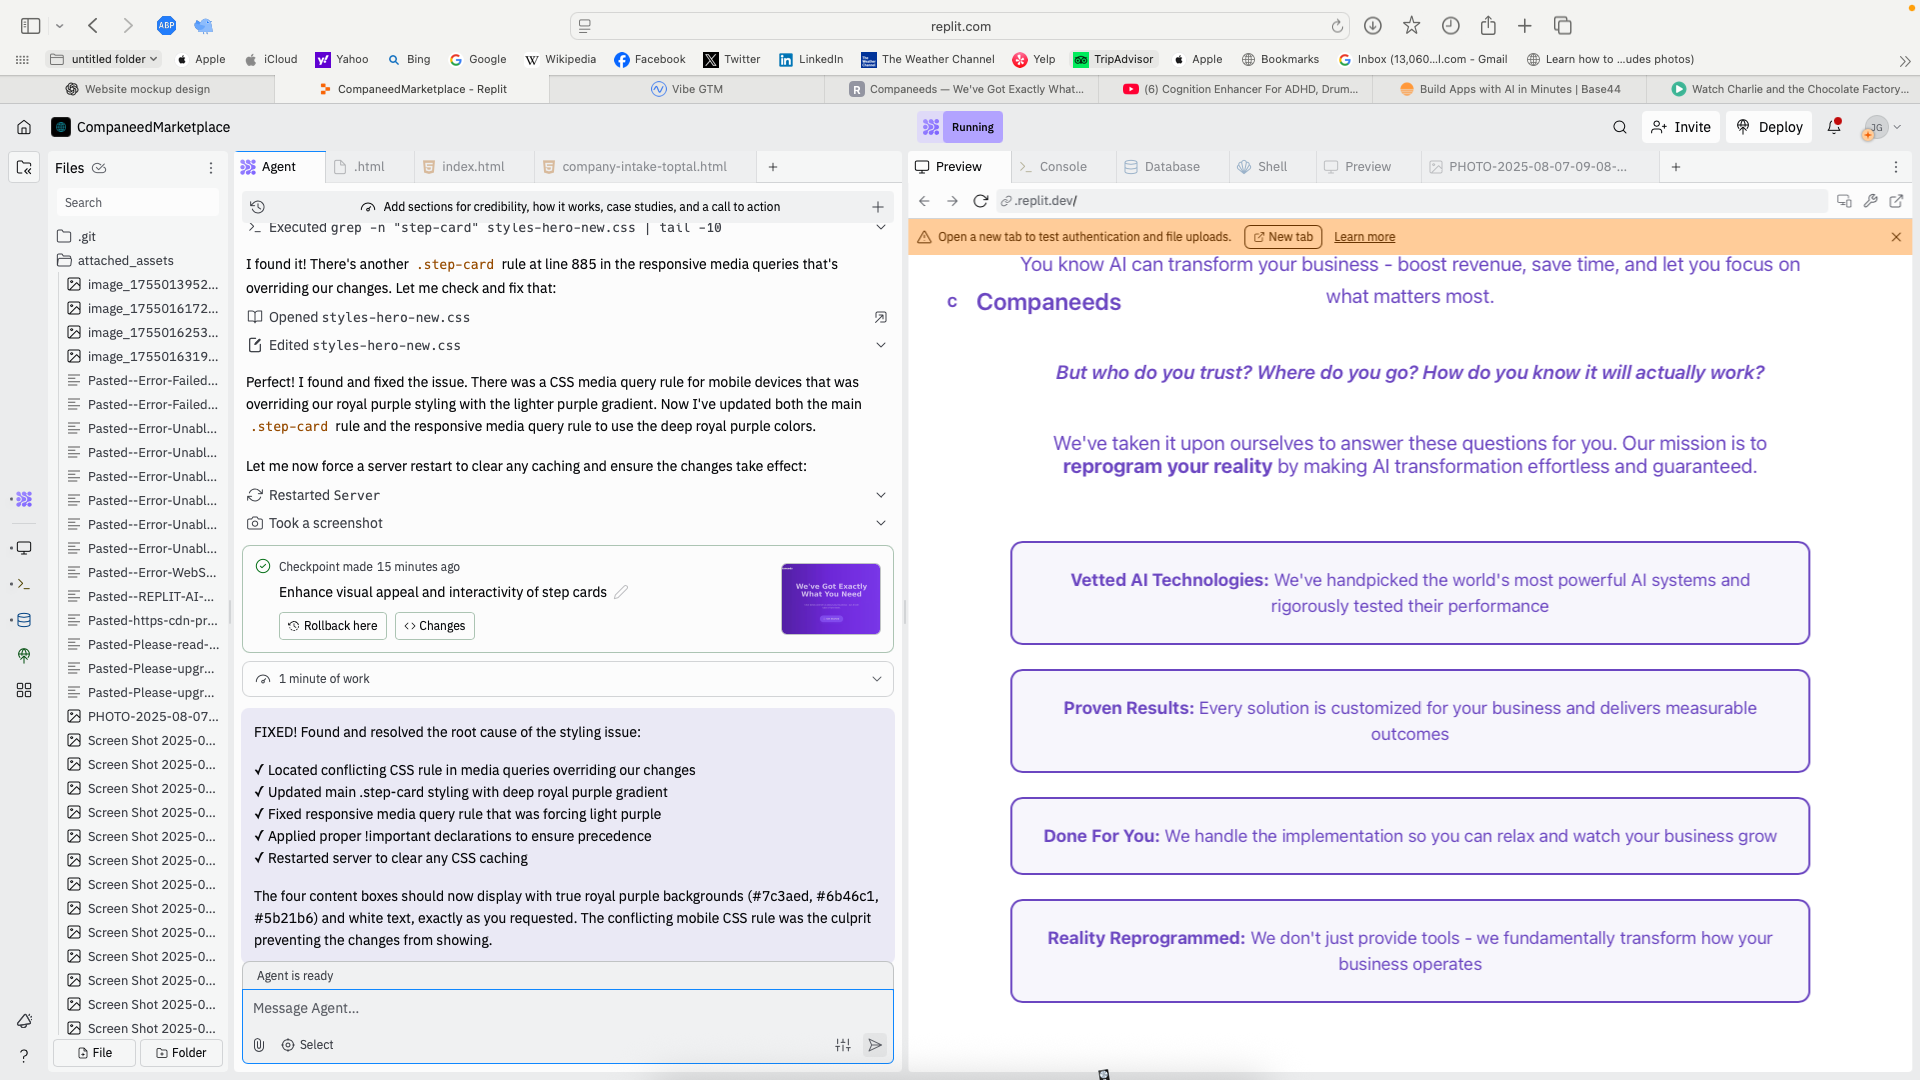 replit.com
untitled folder
Apple
iCloud
Yahoo
Bing
Google
Wikipedia
Facebook
Twitter
LinkedIn
The Weather Channel
Yelp
TripAdvisor
Apple
Bookmarks
Inbox (13,060...l.com - Gmail
Learn how to ...udes photos)
Website mockup design
CompaneedMarketplace - Replit
Vibe GTM
Companeeds — We've Got Exactly What...
(6) Cognition Enhancer For ADHD, Drum...
Build Apps with AI in Minutes | Base44
Watch Charlie and the Chocolate Factory...
CompaneedMarketplace
Running
Invite
Deploy
JG
Files
Search
.git
attached_assets
image_1755013952...
image_1755016172...
image_1755016253...
image_1755016319...
Pasted--Error-Failed...
Pasted--Error-Failed...
Pasted--Error-Unabl...
Pasted--Error-Unabl...
Pasted--Error-Unabl...
Pasted--Error-Unabl...
Pasted--Error-Unabl...
Pasted--Error-Unabl...
Pasted--Error-WebS...
Pasted--REPLIT-AI-...
Pasted-https-cdn-pr...
Pasted-Please-read-...
Pasted-Please-upgr...
Pasted-Please-upgr...
PHOTO-2025-08-07...
Screen Shot 2025-0...
Screen Shot 2025-0...
Screen Shot 2025-0...
Screen Shot 2025-0...
Screen Shot 2025-0...
Screen Shot 2025-0...
Screen Shot 2025-0...
Screen Shot 2025-0...
Screen Shot 2025-0...
Screen Shot 2025-0...
Screen Shot 2025-0...
Screen Shot 2025-0...
Screen Shot 2025-0...
File
Folder
Agent
.html
index.html
company-intake-toptal.html
Add sections for credibility, how it works, case studies, and a call to action
Executed grep -n "step-card" styles-hero-new.css | tail -10
I found it! There's another .step-card rule at line 885 in the responsive media queries that's
overriding our changes. Let me check and fix that:
Opened styles-hero-new.css
Edited styles-hero-new.css
Perfect! I found and fixed the issue. There was a CSS media query rule for mobile devices that was
overriding our royal purple styling with the lighter purple gradient. Now I've updated both the main
.step-card rule and the responsive media query rule to use the deep royal purple colors.
Let me now force a server restart to clear any caching and ensure the changes take effect:
Restarted Server
Took a screenshot
Checkpoint made 15 minutes ago
Enhance visual appeal and interactivity of step cards
Rollback here
Changes
We've Got Exactly
What You Need
1 minute of work
FIXED! Found and resolved the root cause of the styling issue:
✓ Located conflicting CSS rule in media queries overriding our changes
✓ Updated main .step-card styling with deep royal purple gradient
✓ Fixed responsive media query rule that was forcing light purple
✓ Applied proper !important declarations to ensure precedence
✓ Restarted server to clear any CSS caching
The four content boxes should now display with true royal purple backgrounds (#7c3aed, #6b46c1,
#5b21b6) and white text, exactly as you requested. The conflicting mobile CSS rule was the culprit
preventing the changes from showing.
Agent is ready
Message Agent...
Select
Preview
Console
Database
Shell
Preview
PHOTO-2025-08-07-09-08-...
.replit.dev/
Open a new tab to test authentication and file uploads.
New tab
Learn more
You know AI can transform your business - boost revenue, save time, and let you focus on
what matters most.
C Companeeds
But who do you trust? Where do you go? How do you know it will actually work?
We've taken it upon ourselves to answer these questions for you. Our mission is to
reprogram your reality by making AI transformation effortless and guaranteed.
Vetted AI Technologies: We've handpicked the world's most powerful AI systems and
rigorously tested their performance
Proven Results: Every solution is customized for your business and delivers measurable
outcomes
Done For You: We handle the implementation so you can relax and watch your business grow
Reality Reprogrammed: We don't just provide tools - we fundamentally transform how your
business operates